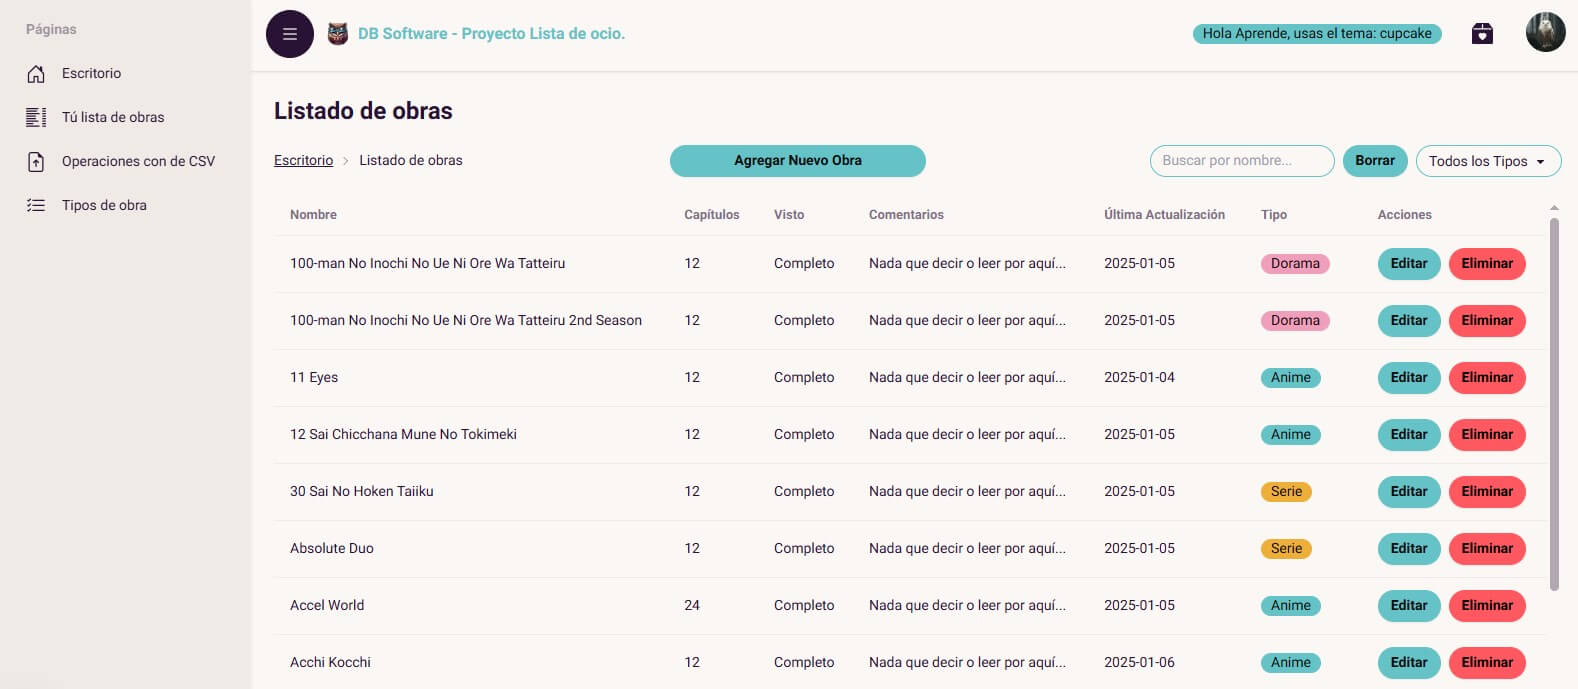 Páginas
Escritorio
Tú lista de obras
Operaciones con de CSV
Tipos de obra
DB Software - Proyecto Lista de ocio.
Hola Aprende, usas el tema: cupcake
Listado de obras
Escritorio > Listado de obras
Agregar Nuevo Obra
Buscar por nombre...
Borrar
Todos los Tipos
Nombre Capítulos Visto Comentarios Última Actualización Tipo Acciones
100-man No Inochi No Ue Ni Ore Wa Tatteiru 12 Completo Nada que decir o leer por aquí... 2025-01-05 Dorama Editar Eliminar
100-man No Inochi No Ue Ni Ore Wa Tatteiru 2nd Season 12 Completo Nada que decir o leer por aquí... 2025-01-05 Dorama Editar Eliminar
11 Eyes 12 Completo Nada que decir o leer por aquí... 2025-01-04 Anime Editar Eliminar
12 Sai Chicchana Mune No Tokimeki 12 Completo Nada que decir o leer por aquí... 2025-01-05 Anime Editar Eliminar
30 Sai No Hoken Taiiku 12 Completo Nada que decir o leer por aquí... 2025-01-05 Serie Editar Eliminar
Absolute Duo 12 Completo Nada que decir o leer por aquí... 2025-01-05 Serie Editar Eliminar
Accel World 24 Completo Nada que decir o leer por aquí... 2025-01-05 Anime Editar Eliminar
Acchi Kocchi 12 Completo Nada que decir o leer por aquí... 2025-01-06 Anime Editar Eliminar